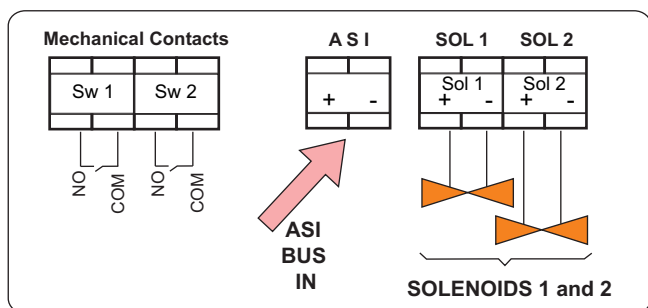 Mechanical Contacts
A S I
SOL 1
SOL 2
Sw 1
Sw 2
+ -
Sol 1
+ -
Sol 2
+ -
NO
COM
NO
COM
ASI
BUS
IN
SOLENOIDS 1 and 2